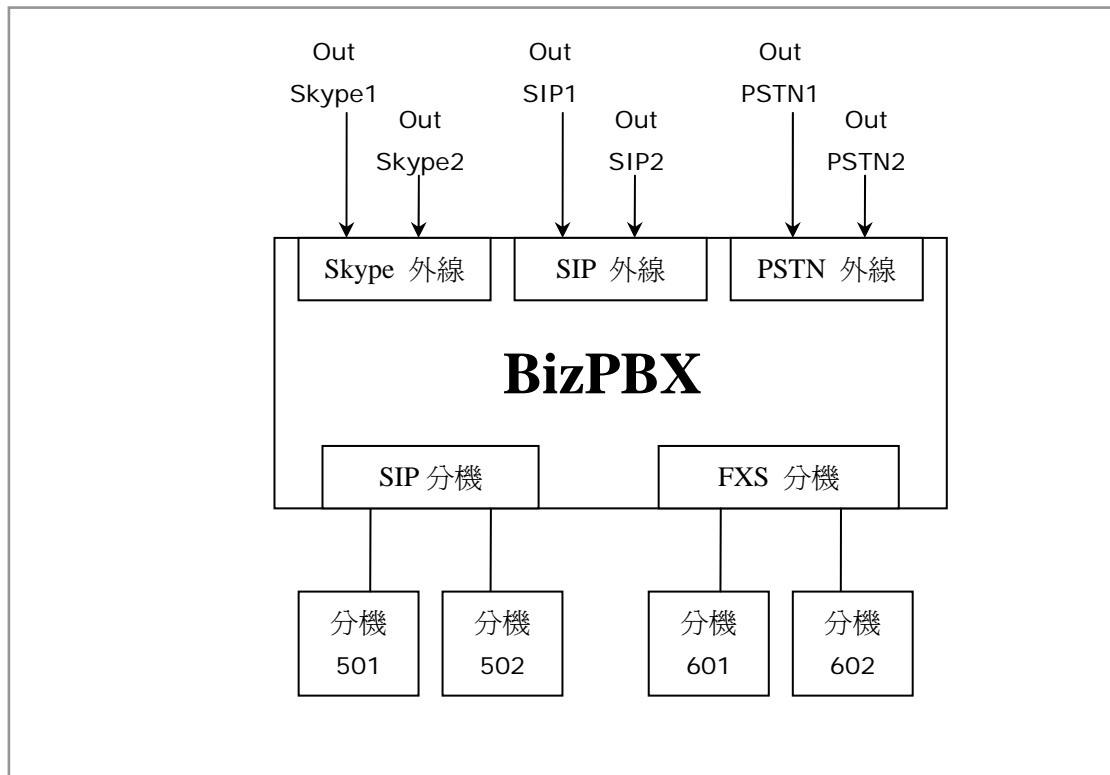 Out
Skype1
Out
Skype2
Out
SIP1
Out
SIP2
Out
PSTN1
Out
PSTN2
Skype 外線
SIP 外線
PSTN 外線
BizPBX
SIP 分機
FXS 分機
分機
501
分機
502
分機
601
分機
602